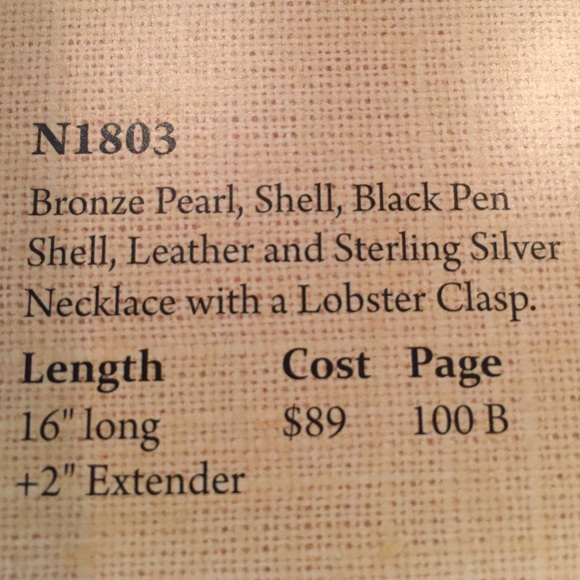 N1803
Bronze Pearl, Shell, Black Pen
Shell, Leather and Sterling Silver
Necklace with a Lobster Clasp.
Length Cost Page
16" long $89 100 B
+2" Extender